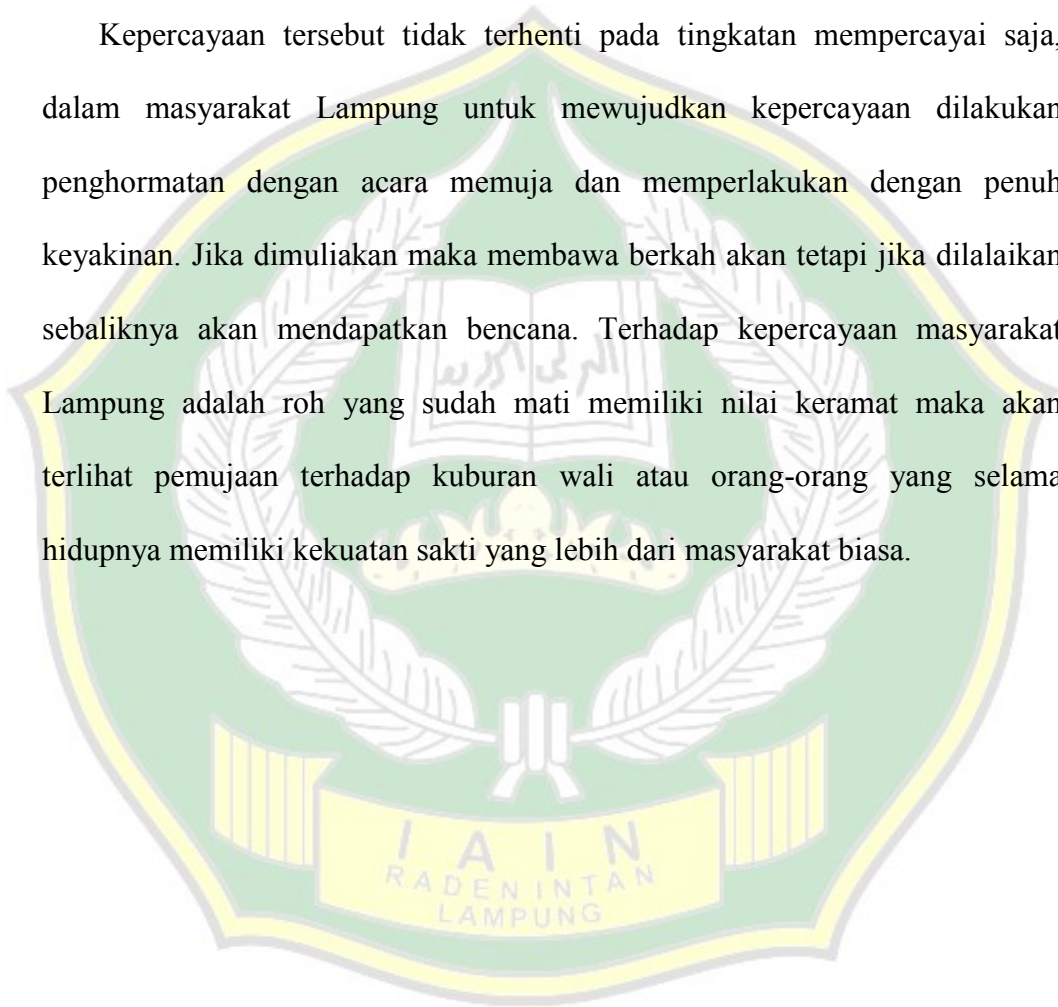 Kepercayaan tersebut tidak terhenti pada tingkatan mempercayai saja,
dalam masyarakat Lampung untuk mewujudkan kepercayaan dilakukan
penghormatan dengan acara memuja dan memperlakukan dengan penuh
keyakinan. Jika dimuliakan maka membawa berkah akan tetapi jika dilalaikan
sebaliknya akan mendapatkan bencana. Terhadap kepercayaan masyarakat
Lampung adalah roh yang sudah mati memiliki nilai keramat maka akan
terlihat pemujaan terhadap kuburan wali atau orang-orang yang selama
hidupnya memiliki kekuatan sakti yang lebih dari masyarakat biasa.
IAIN
RADEN INTAN
LAMPUNG